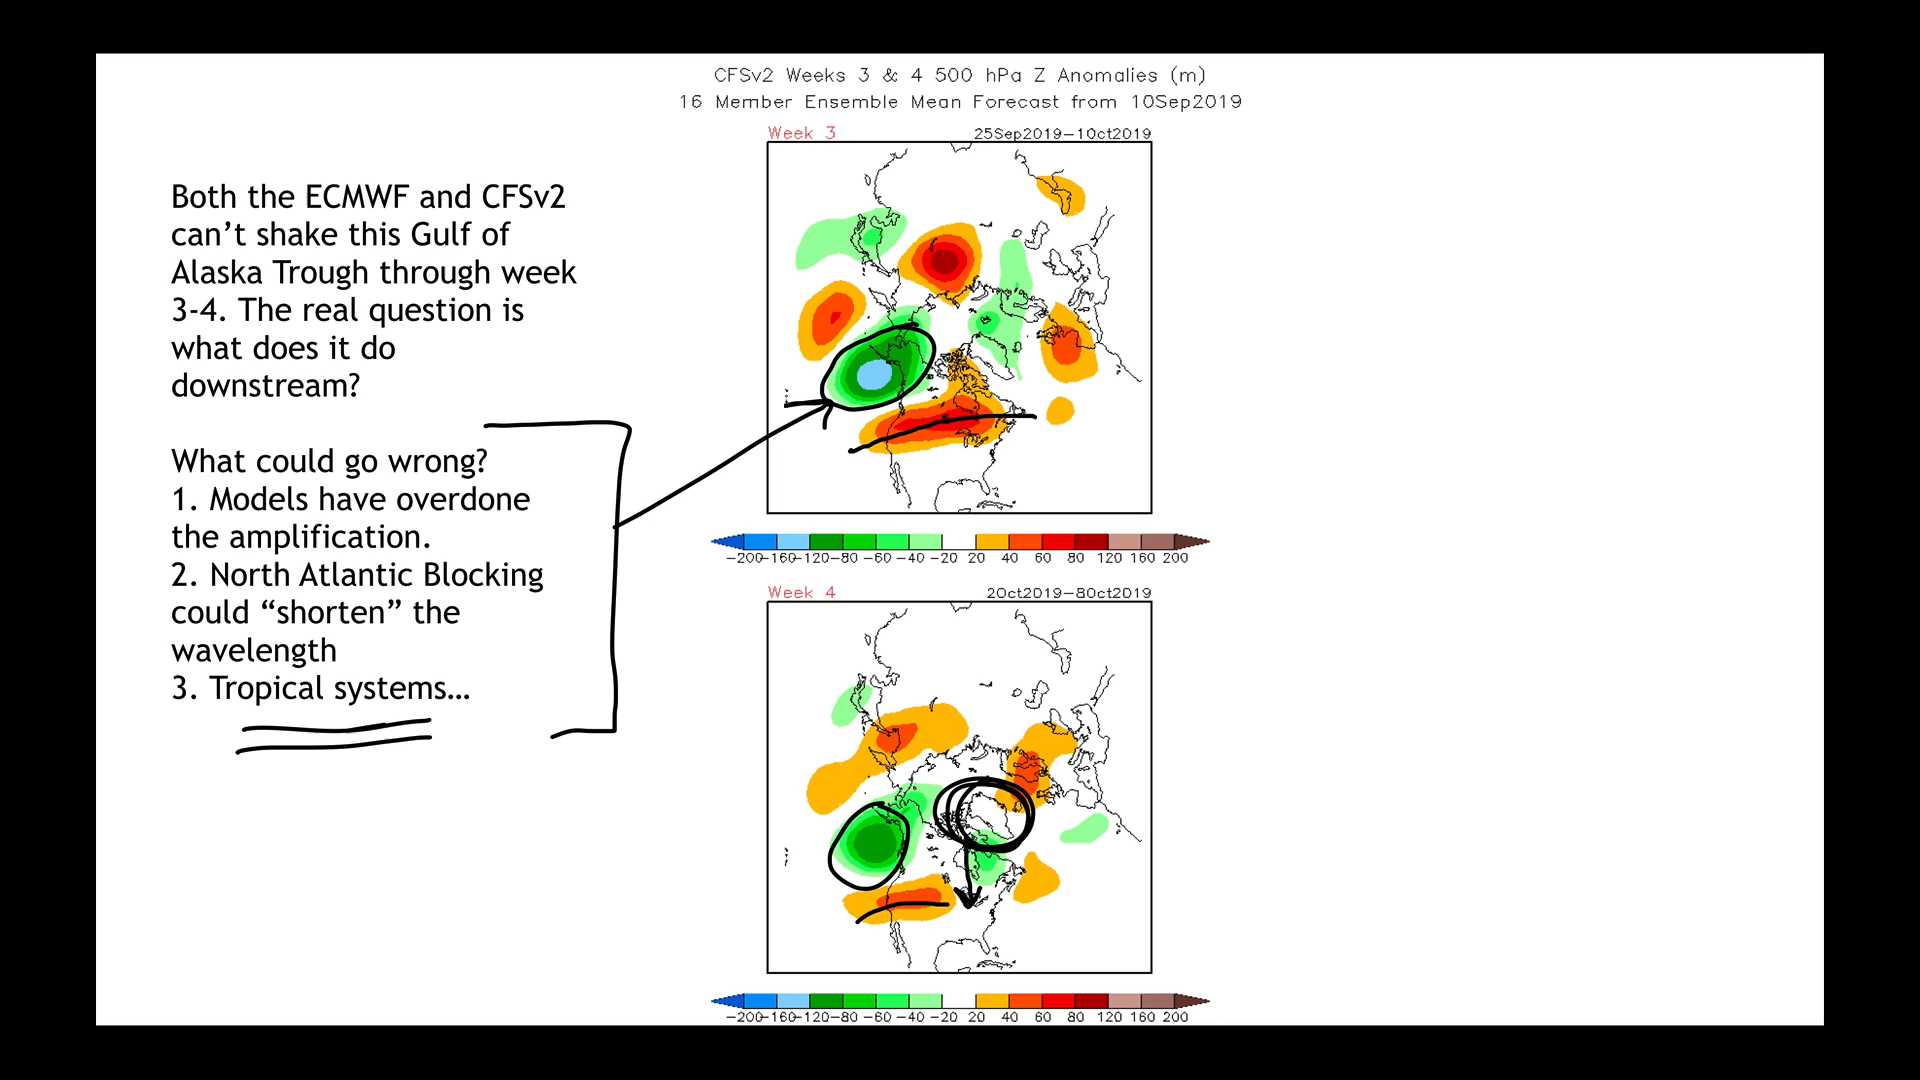 CFSv2 Weeks 3 & 4 500 hPa Z Anomalies (m)
16 Member Ensemble Mean Forecast from 10Sep2019
Both the ECMWF and CFSv2
can’t shake this Gulf of
Alaska Trough through week
3-4. The real question is
what does it do
downstream?
What could go wrong?
1. Models have overdone
the amplification.
2. North Atlantic Blocking
could “shorten” the
wavelength
3. Tropical systems…
Week 3 25Sep2019–1Oct2019
−200 −160 −120 −80 −60 −40 −20 20 40 60 80 120 160 200
Week 4 2Oct2019–8Oct2019
−200 −160 −120 −80 −60 −40 −20 20 40 60 80 120 160 200